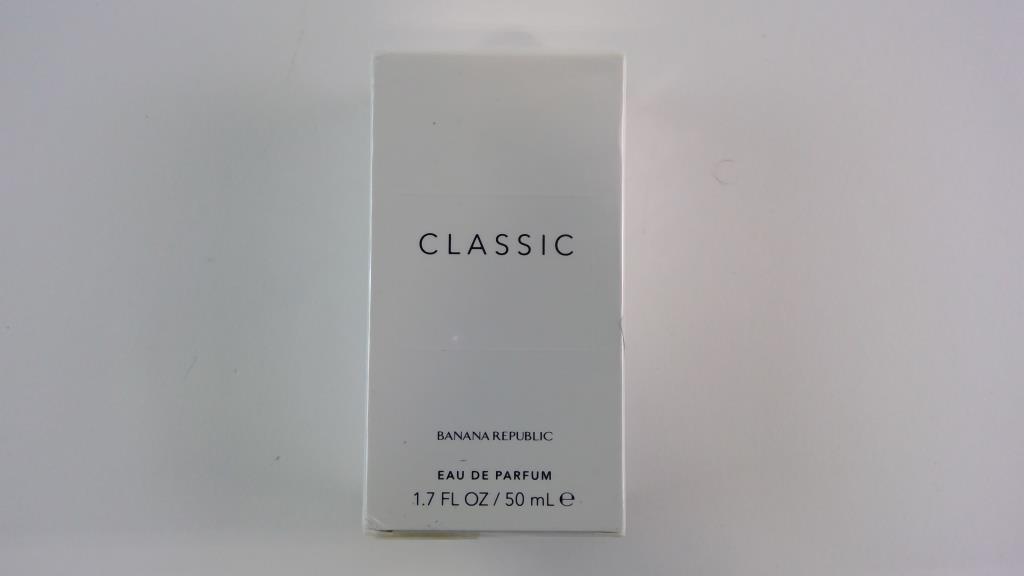 CLASSIC
BANANA REPUBLIC
EAU DE PARFUM
1.7 FL OZ / 50 mL ℮